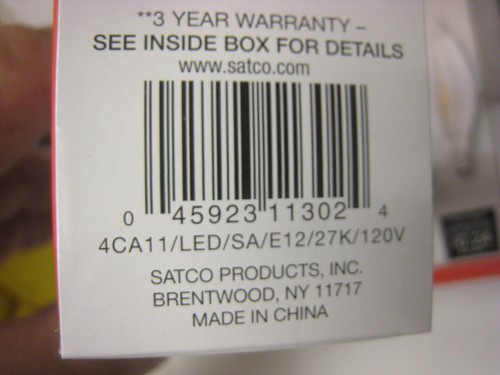 **3 YEAR WARRANTY –
SEE INSIDE BOX FOR DETAILS
www.satco.com
0 45923 11302 4
4CA11/LED/SA/E12/27K/120V
SATCO PRODUCTS, INC.
BRENTWOOD, NY 11717
MADE IN CHINA